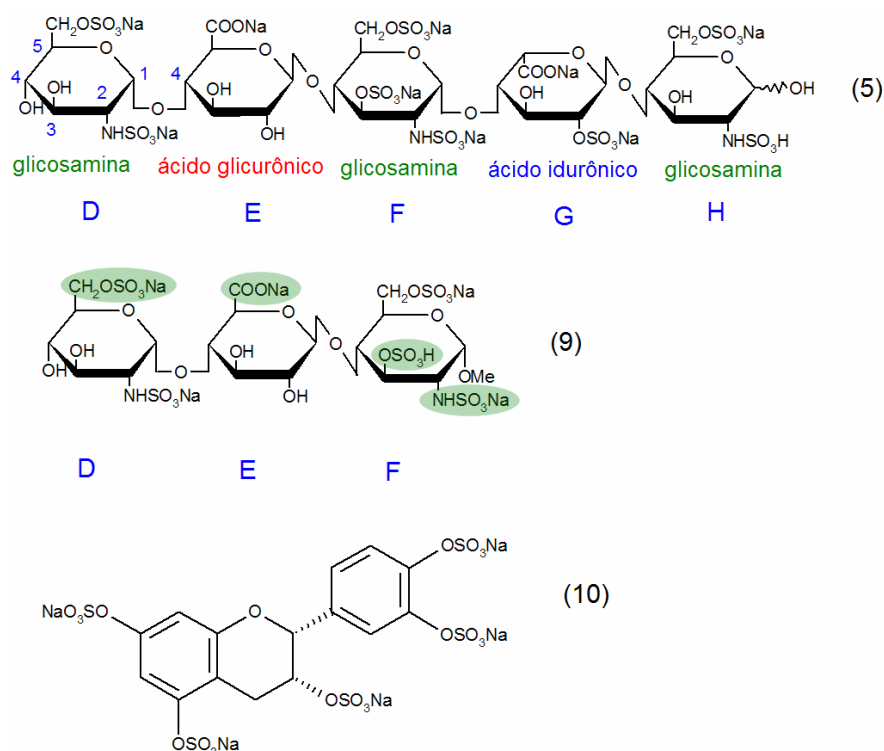 CH2OSO3Na COONa CH2OSO3Na CH2OSO3Na
5 O 4 O O O O O O
4 OH 2 1 OH O OSO3Na COONa OH O OH OH (5)
OH 3 O OH O
NHSO3Na NHSO3Na OSO3Na NHSO3H
glicosamina ácido glicurônico glicosamina ácido idurônico glicosamina
D E F G H
CH2OSO3Na COONa CH2OSO3Na
O O O O (9)
OH OH O OSO3H
OH O OH OMe
NHSO3Na NHSO3Na
D E F
OSO3Na (10)
NaO3SO O
OSO3Na
OSO3Na
OSO3Na